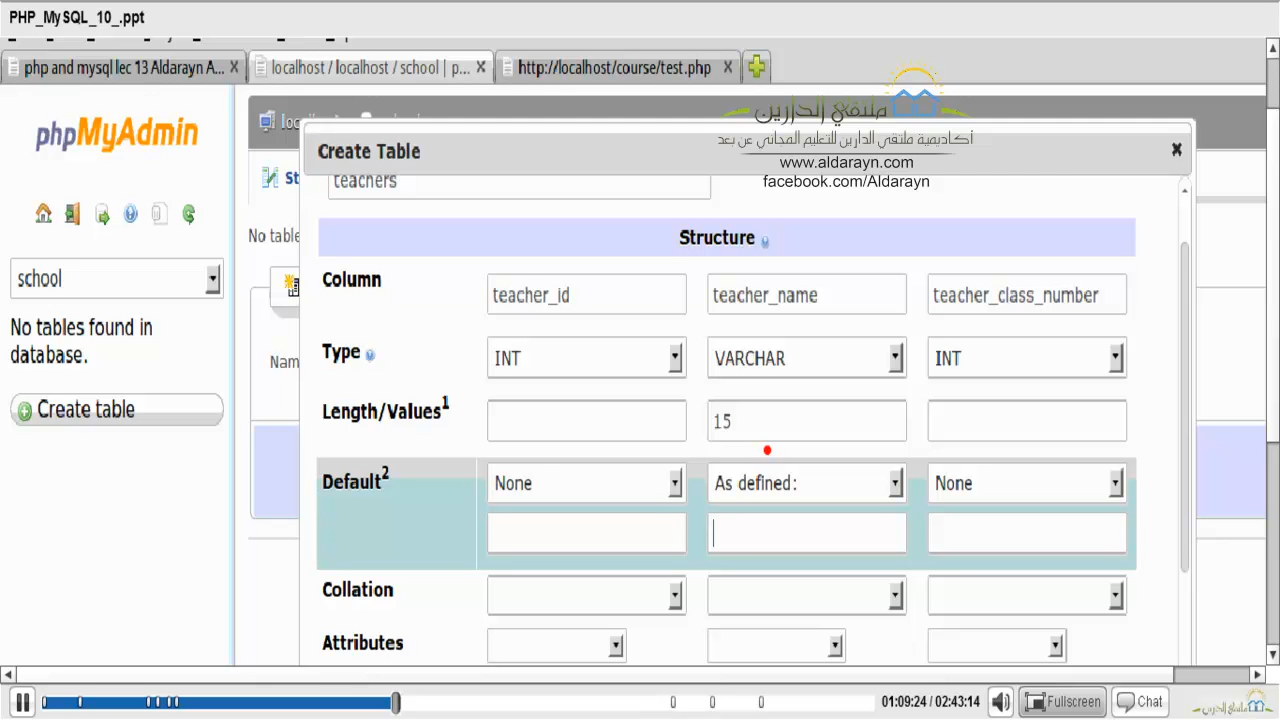 PHP_MySQL_10_.ppt
php and mysql lec 13 Aldarayn A...
localhost / localhost / school | p...
http://localhost/course/test.php
ملتقى الدارين
أكاديمية ملتقى الدارين للتعليم المجاني عن بعد
www.aldarayn.com
facebook.com/Aldarayn
phpMyAdmin
Create Table
St
teachers
No table
Structure
school
Column
teacher_id
teacher_name
teacher_class_number
No tables found in
database.
Type
INT
VARCHAR
INT
Nam
Create table
Length/Values1
15
Default2
None
As defined:
None
Collation
Attributes
01:09:24 / 02:43:14
Fullscreen
Chat